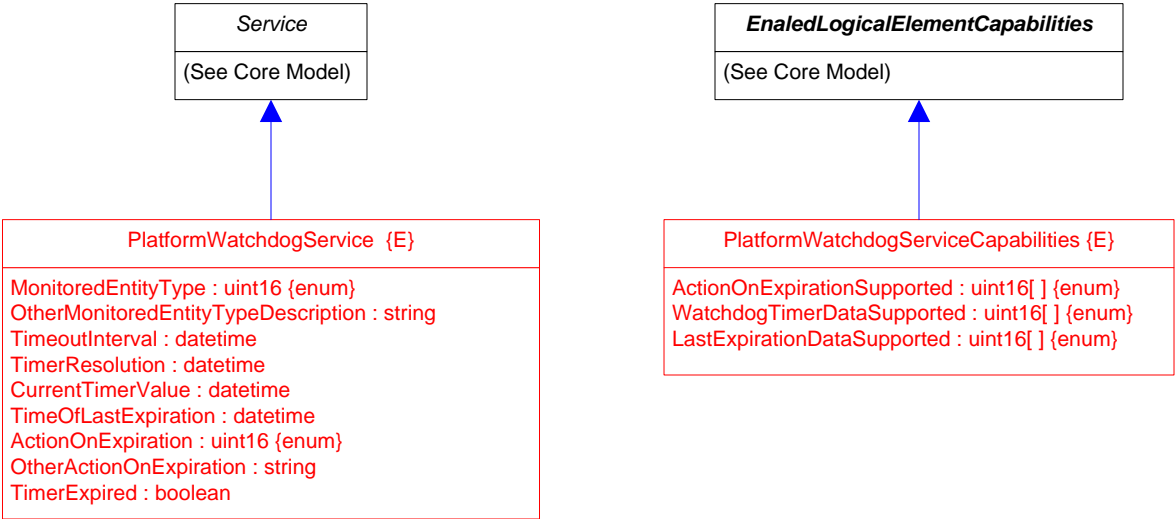 Service
(See Core Model)
EnaledLogicalElementCapabilities
(See Core Model)
PlatformWatchdogService {E}
MonitoredEntityType : uint16 {enum}
OtherMonitoredEntityTypeDescription : string
TimeoutInterval : datetime
TimerResolution : datetime
CurrentTimerValue : datetime
TimeOfLastExpiration : datetime
ActionOnExpiration : uint16 {enum}
OtherActionOnExpiration : string
TimerExpired : boolean
PlatformWatchdogServiceCapabilities {E}
ActionOnExpirationSupported : uint16[ ] {enum}
WatchdogTimerDataSupported : uint16[ ] {enum}
LastExpirationDataSupported : uint16[ ] {enum}